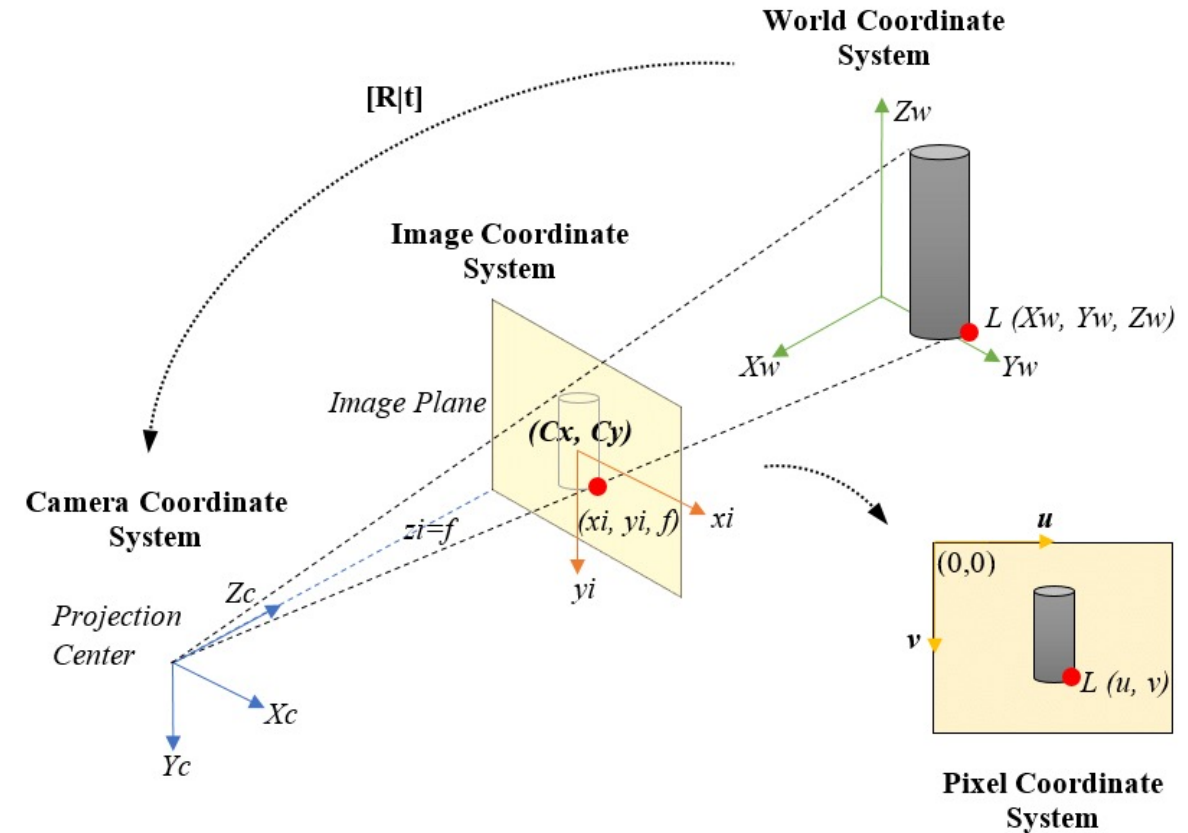 World Coordinate
System
[R|t]
Zw
Image Coordinate
System
L (Xw, Yw, Zw)
Xw
Yw
Image Plane
(Cx, Cy)
Camera Coordinate
System
(xi, yi, f)
xi
zi=f
yi
u
(0,0)
Zc
Projection
Center
v
L (u, v)
Xc
Yc
Pixel Coordinate
System